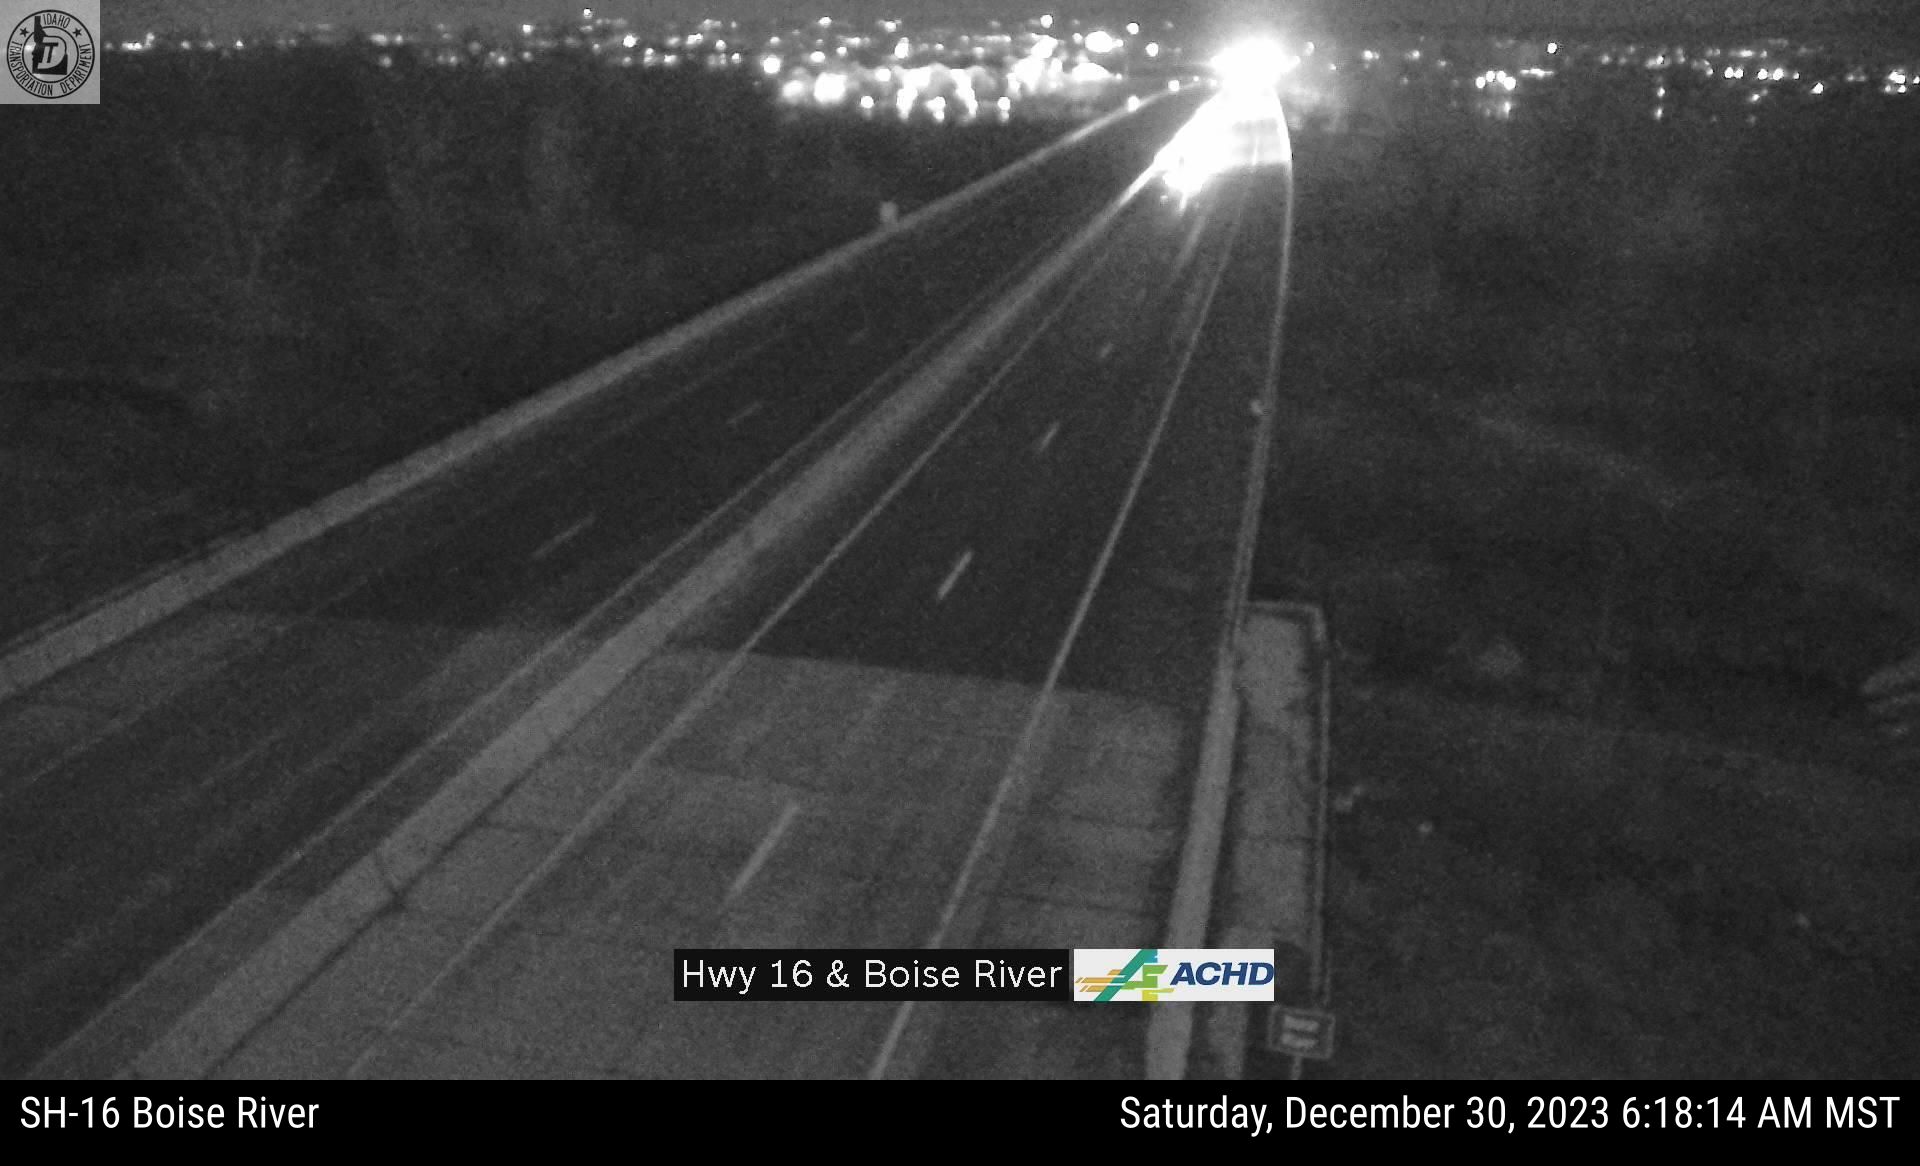 IDAHO
TRANSPORTATION DEPARTMENT
Hwy 16 & Boise River
ACHD
SH-16 Boise River
Saturday, December 30, 2023 6:18:14 AM MST